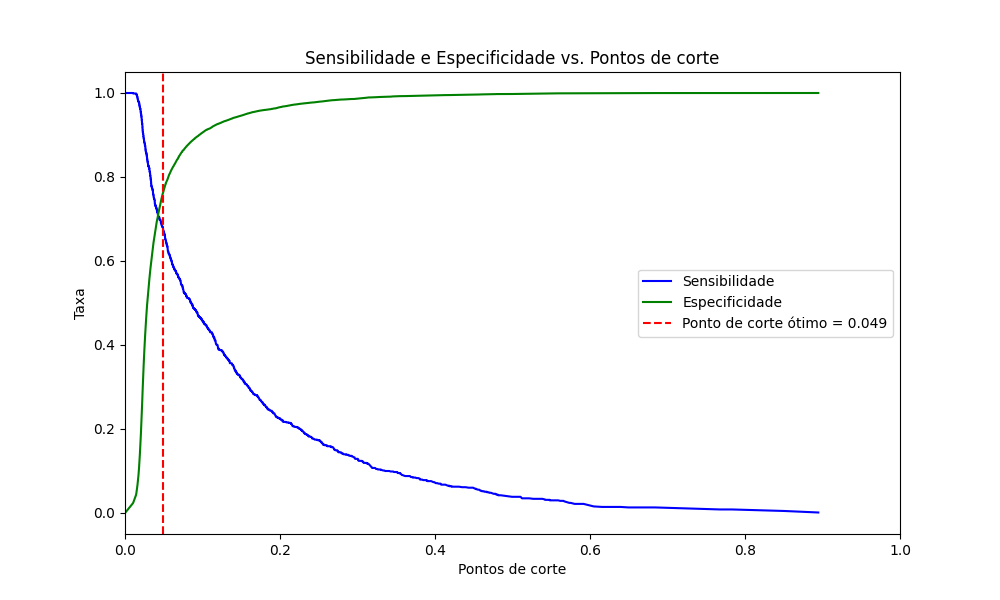 Sensibilidade e Especificidade vs. Pontos de corte
1.0
0.8
0.6
0.4
0.2
0.0
Taxa
Sensibilidade
Especificidade
Ponto de corte ótimo = 0.049
0.0 0.2 0.4 0.6 0.8 1.0
Pontos de corte